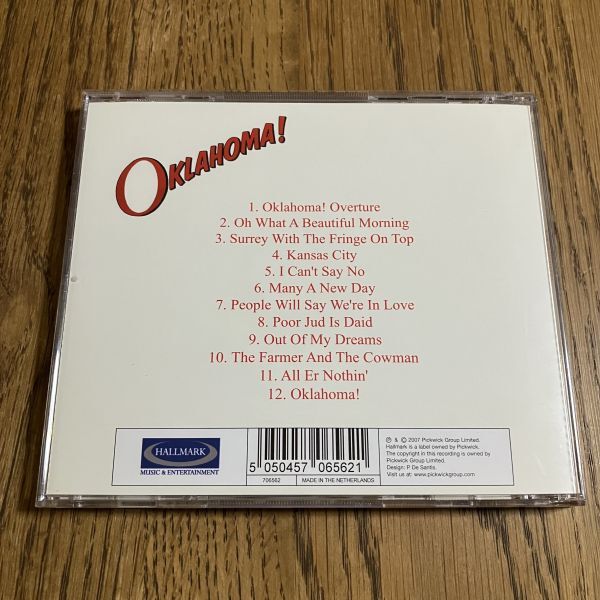 OKLAHOMA!
1. Oklahoma! Overture
2. Oh What A Beautiful Morning
3. Surrey With The Fringe On Top
4. Kansas City
5. I Can't Say No
6. Many A New Day
7. People Will Say We're In Love
8. Poor Jud Is Daid
9. Out Of My Dreams
10. The Farmer And The Cowman
11. All Er Nothin'
12. Oklahoma!
HALLMARK
MUSIC & ENTERTAINMENT
5 050457 065621
706562 MADE IN THE NETHERLANDS
℗ & © 2007 Pickwick Group Limited.
Hallmark is a label owned by Pickwick.
The copyright in this recording is owned by
Pickwick Group Limited.
Design: P. De Santis.
Visit us at: www.pickwickgroup.com